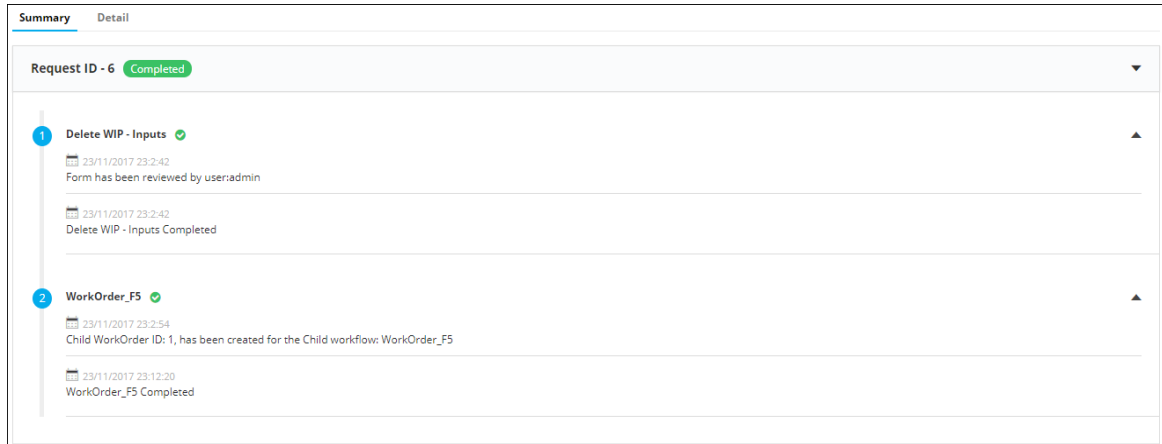 Summary Detail
Request ID - 6 Completed
1 Delete WIP - Inputs
23/11/2017 23:2:42
Form has been reviewed by user:admin
23/11/2017 23:2:42
Delete WIP - Inputs Completed
2 WorkOrder_F5
23/11/2017 23:2:54
Child WorkOrder ID: 1, has been created for the Child workflow: WorkOrder_F5
23/11/2017 23:12:20
WorkOrder_F5 Completed